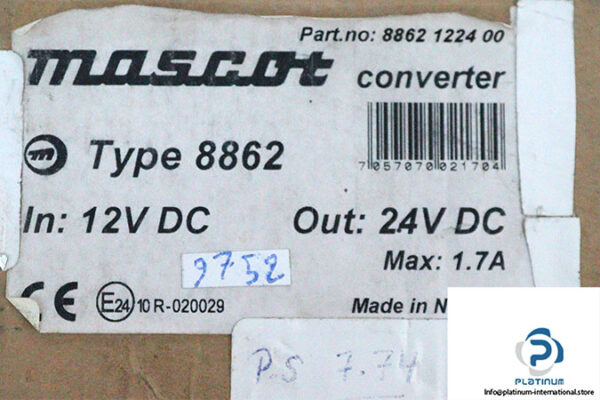 Part.no: 8862 1224 00
mascot converter
m Type 8862
7 057070 021704
In: 12V DC Out: 24V DC
Max: 1.7A
9752
CE E24 10 R-020029 Made in N
P.S 7.74
PLATINUM
Info@platinum-international.store